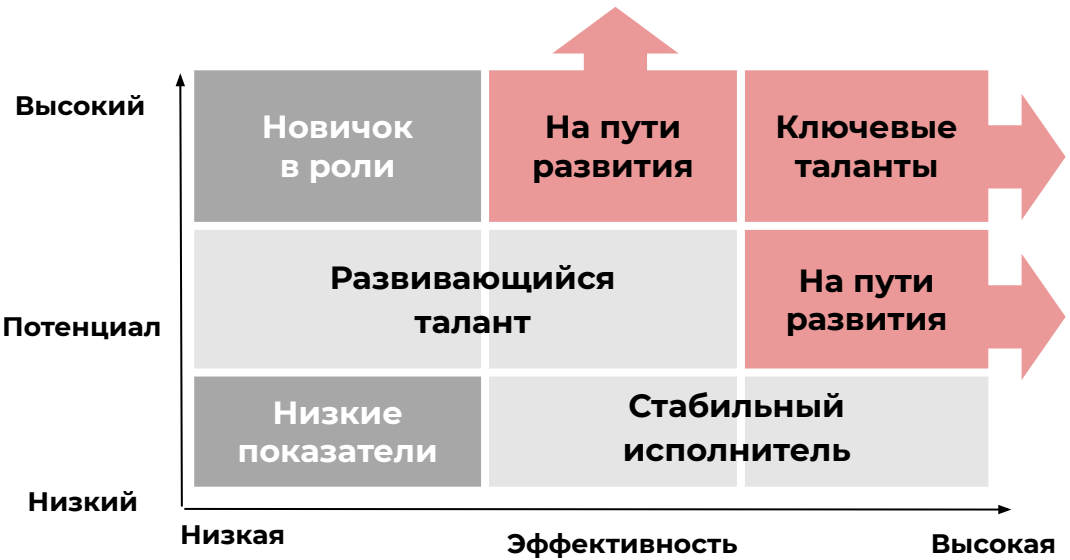 Высокий
Новичок
в роли
На пути
развития
Ключевые
таланты
Потенциал
Развивающийся
талант
На пути
развития
Низкие
показатели
Стабильный
исполнитель
Низкий
Низкая
Эффективность
Высокая